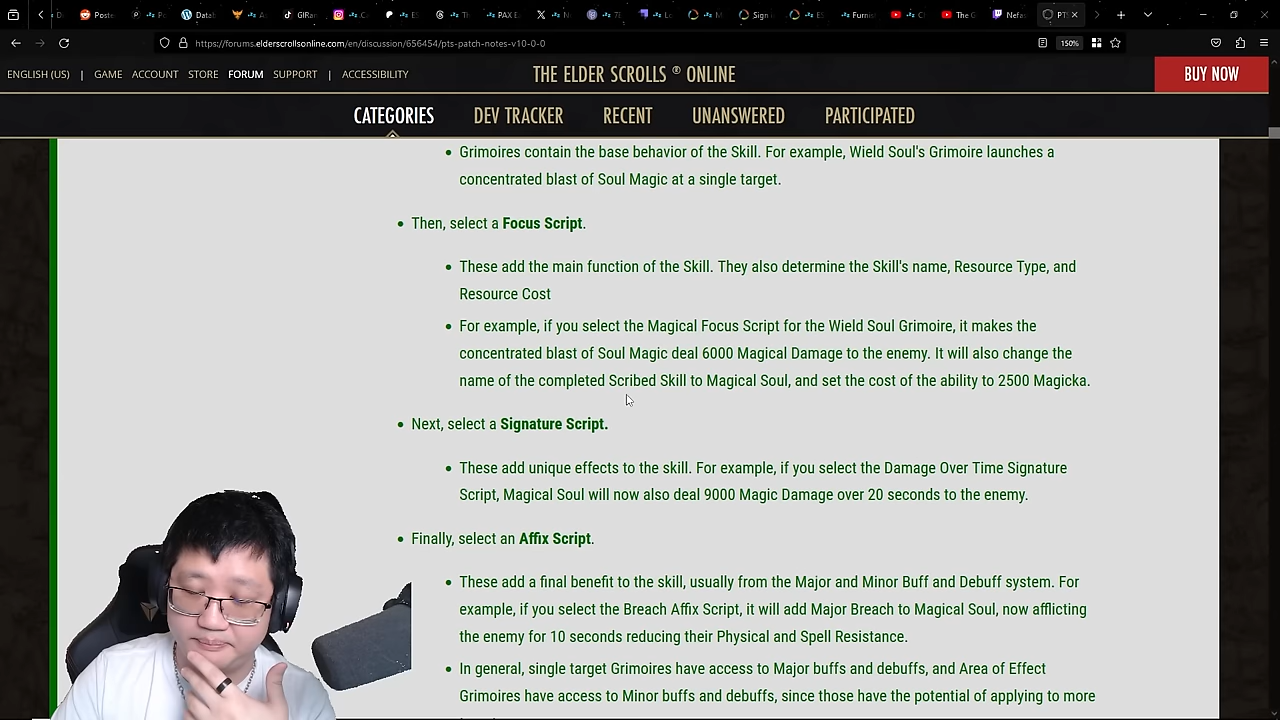 Reposte
Datab
GIRan
PAX Ea
Sign i
Furnis
The G
Nefas
PTS
https://forums.elderscrollsonline.com/en/discussion/656454/pts-patch-notes-v10-0-0
150%
ENGLISH (US) | GAME ACCOUNT STORE FORUM SUPPORT | ACCESSIBILITY
THE ELDER SCROLLS ® ONLINE
BUY NOW
CATEGORIES DEV TRACKER RECENT UNANSWERED PARTICIPATED
Grimoires contain the base behavior of the Skill. For example, Wield Soul's Grimoire launches a
concentrated blast of Soul Magic at a single target.
Then, select a Focus Script.
These add the main function of the Skill. They also determine the Skill's name, Resource Type, and
Resource Cost
For example, if you select the Magical Focus Script for the Wield Soul Grimoire, it makes the
concentrated blast of Soul Magic deal 6000 Magical Damage to the enemy. It will also change the
name of the completed Scribed Skill to Magical Soul, and set the cost of the ability to 2500 Magicka.
Next, select a Signature Script.
These add unique effects to the skill. For example, if you select the Damage Over Time Signature
Script, Magical Soul will now also deal 9000 Magic Damage over 20 seconds to the enemy.
Finally, select an Affix Script.
These add a final benefit to the skill, usually from the Major and Minor Buff and Debuff system. For
example, if you select the Breach Affix Script, it will add Major Breach to Magical Soul, now afflicting
the enemy for 10 seconds reducing their Physical and Spell Resistance.
In general, single target Grimoires have access to Major buffs and debuffs, and Area of Effect
Grimoires have access to Minor buffs and debuffs, since those have the potential of applying to more